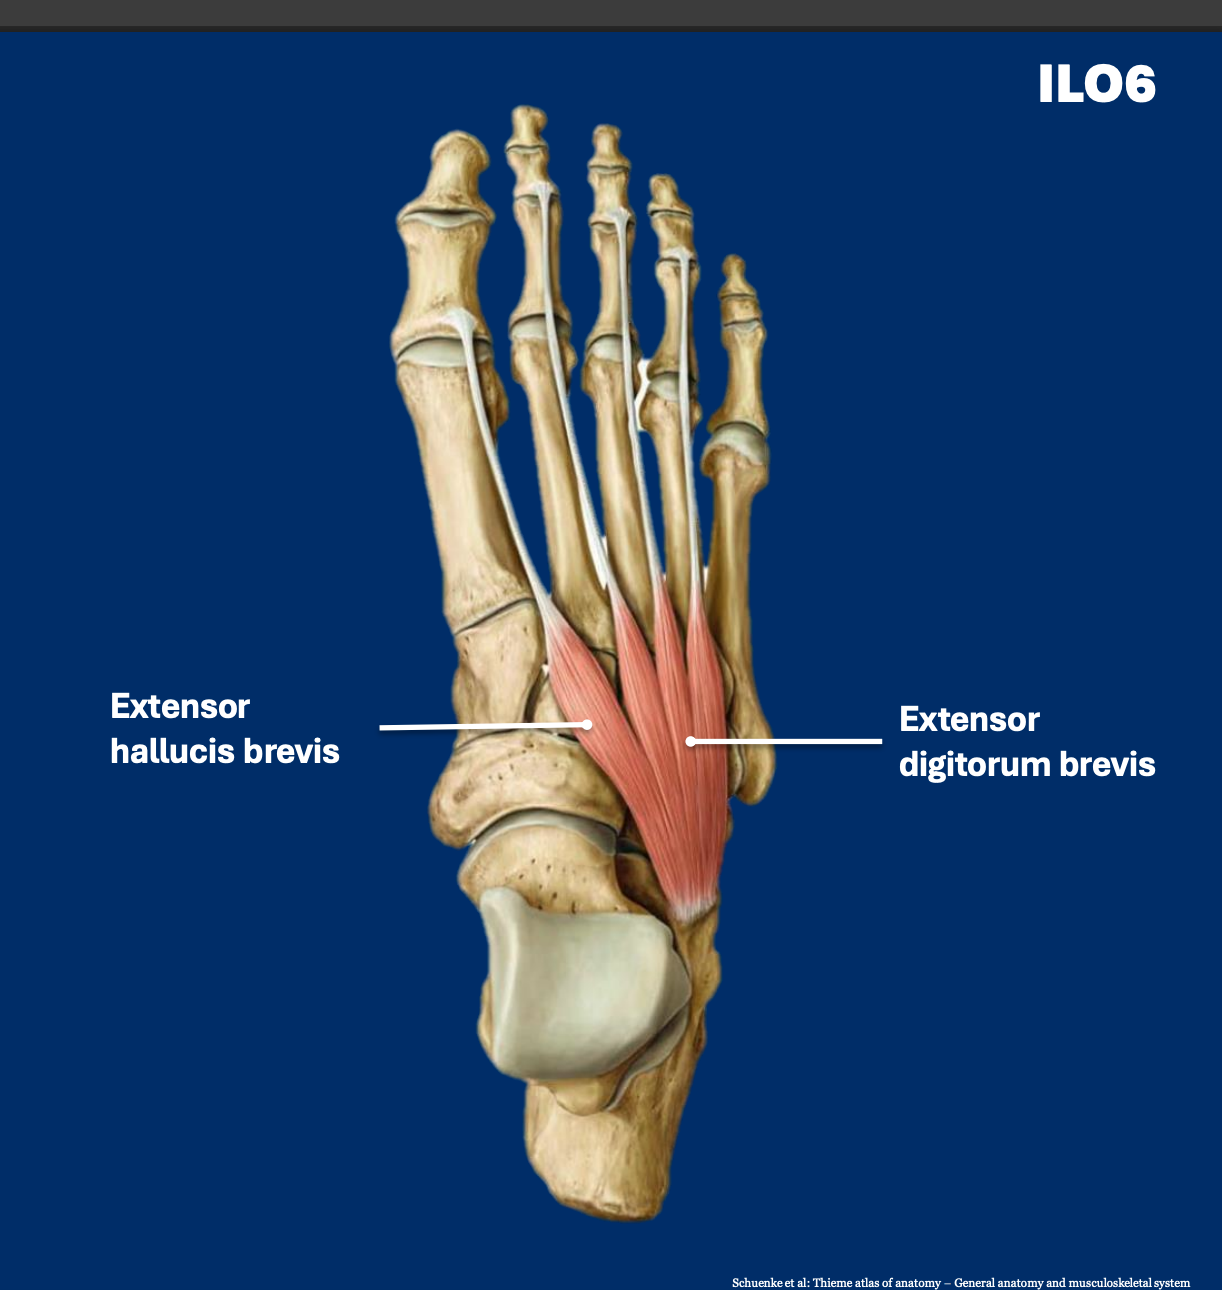 ILO6
Extensor
hallucis brevis
Extensor
digitorum brevis
Schuenke et al: Thieme atlas of anatomy – General anatomy and musculoskeletal system